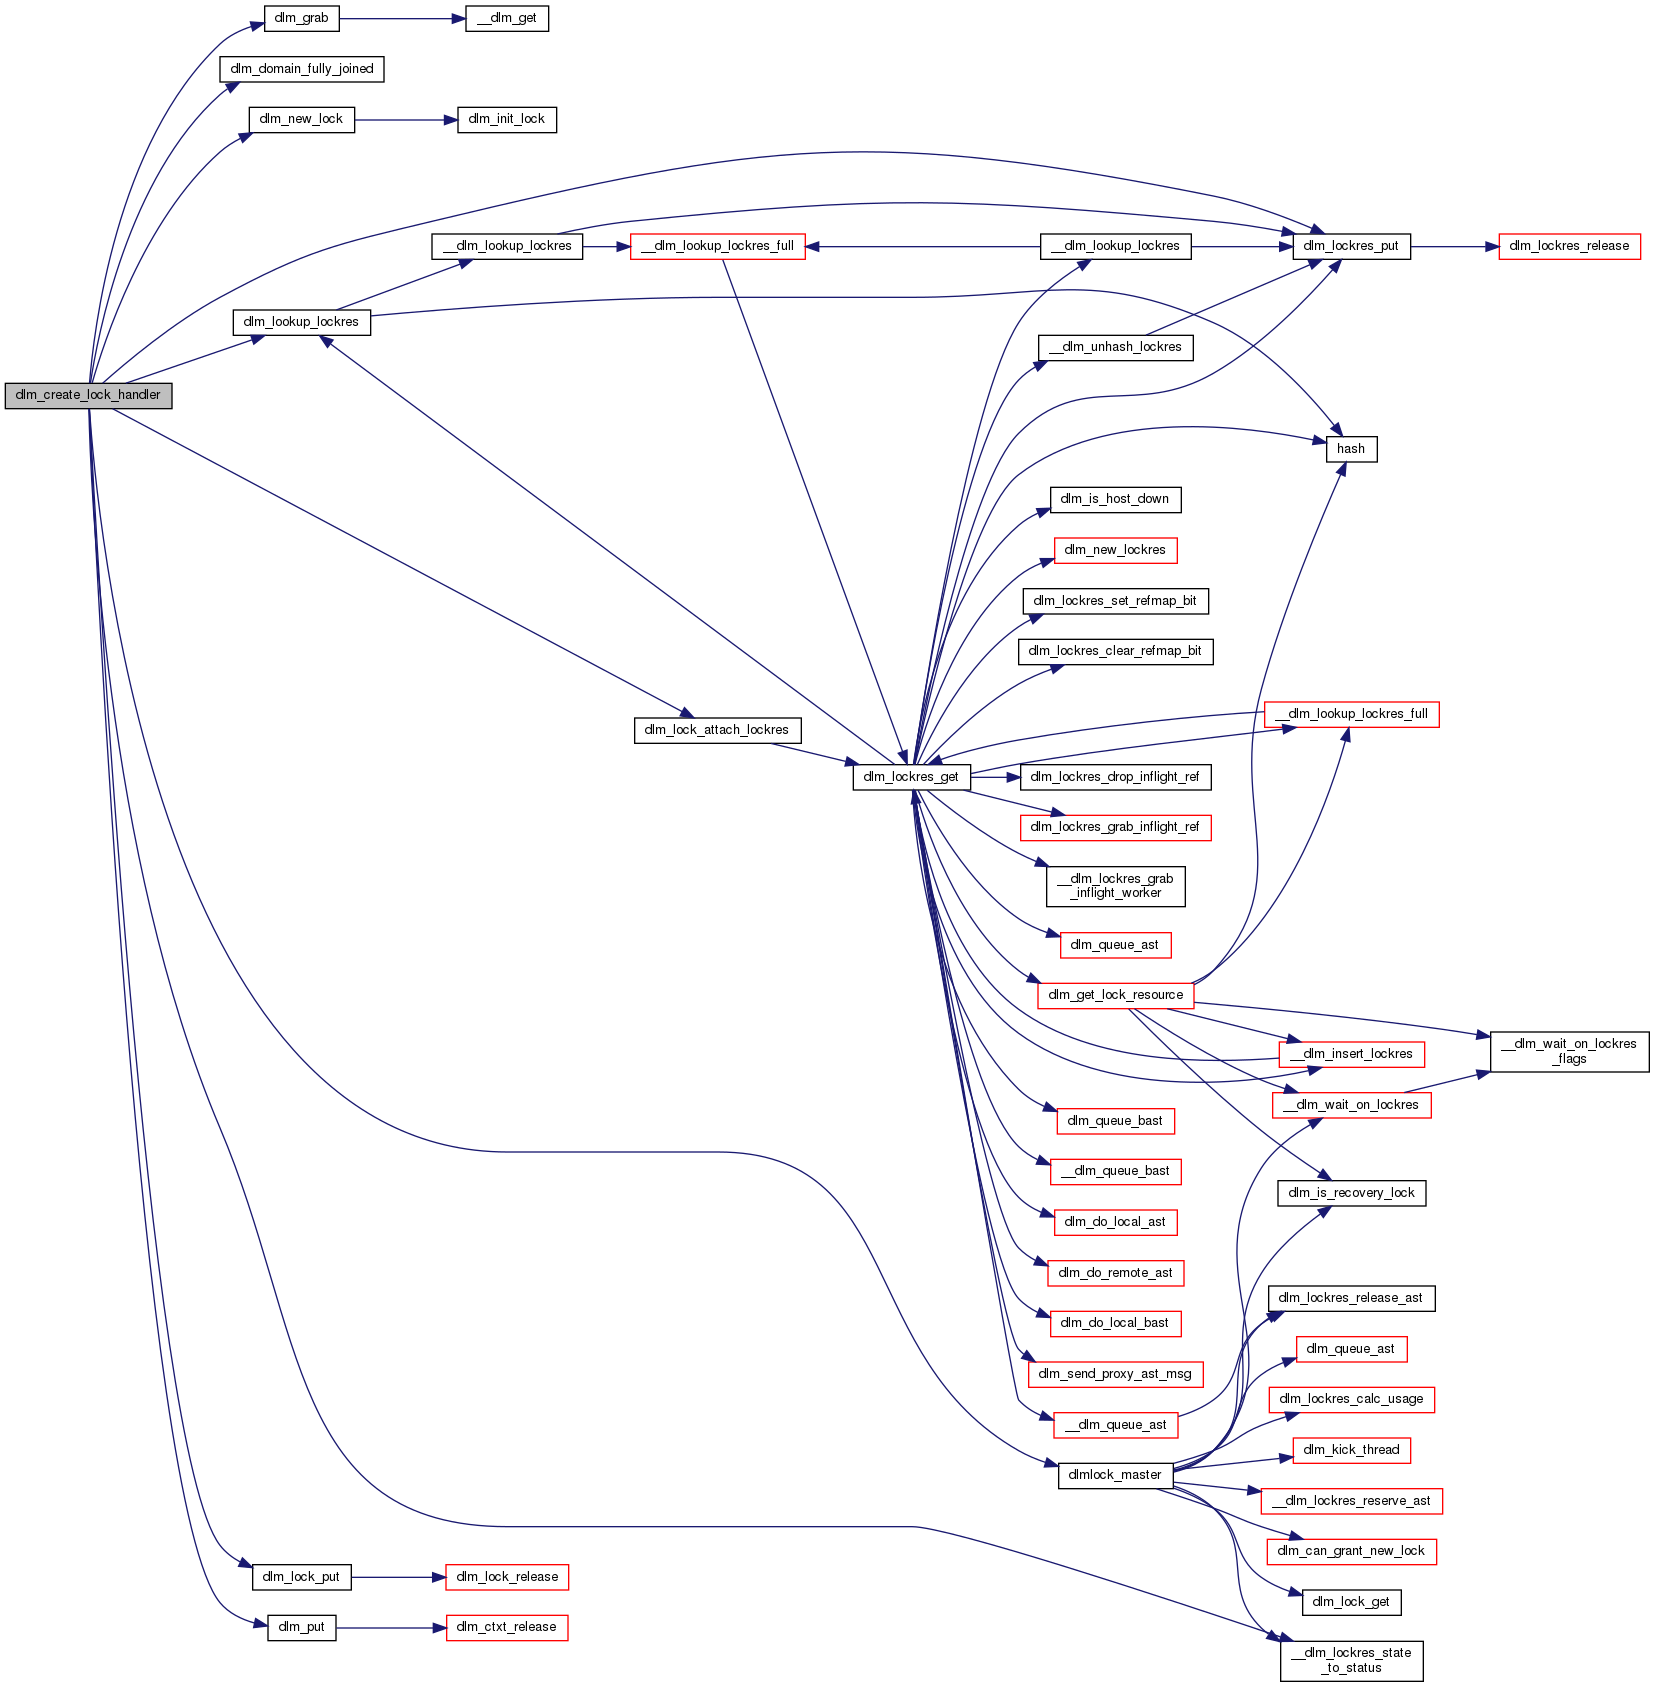 dlm_grab
__dlm_get
dlm_domain_fully_joined
dlm_new_lock
dlm_init_lock
__dlm_lookup_lockres
__dlm_lookup_lockres_full
__dlm_lookup_lockres
dlm_lockres_put
dlm_lockres_release
dlm_lookup_lockres
__dlm_unhash_lockres
dlm_create_lock_handler
hash
dlm_is_host_down
dlm_new_lockres
dlm_lockres_set_refmap_bit
dlm_lockres_clear_refmap_bit
__dlm_lookup_lockres_full
dlm_lock_attach_lockres
dlm_lockres_get
dlm_lockres_drop_inflight_ref
dlm_lockres_grab_inflight_ref
__dlm_lockres_grab
_inflight_worker
dlm_queue_ast
dlm_get_lock_resource
__dlm_wait_on_lockres
_flags
__dlm_insert_lockres
__dlm_wait_on_lockres
dlm_queue_bast
__dlm_queue_bast
dlm_is_recovery_lock
dlm_do_local_ast
dlm_do_remote_ast
dlm_lockres_release_ast
dlm_do_local_bast
dlm_queue_ast
dlm_send_proxy_ast_msg
dlm_lockres_calc_usage
__dlm_queue_ast
dlm_kick_thread
dlmlock_master
__dlm_lockres_reserve_ast
dlm_can_grant_new_lock
dlm_lock_put
dlm_lock_release
dlm_lock_get
dlm_put
dlm_ctxt_release
__dlm_lockres_state
_to_status